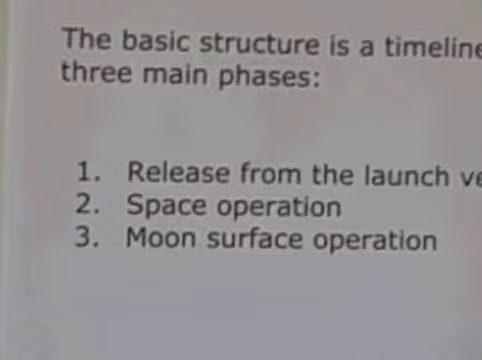 The basic structure is a timeline
three main phases:
1. Release from the launch ve
2. Space operation
3. Moon surface operation